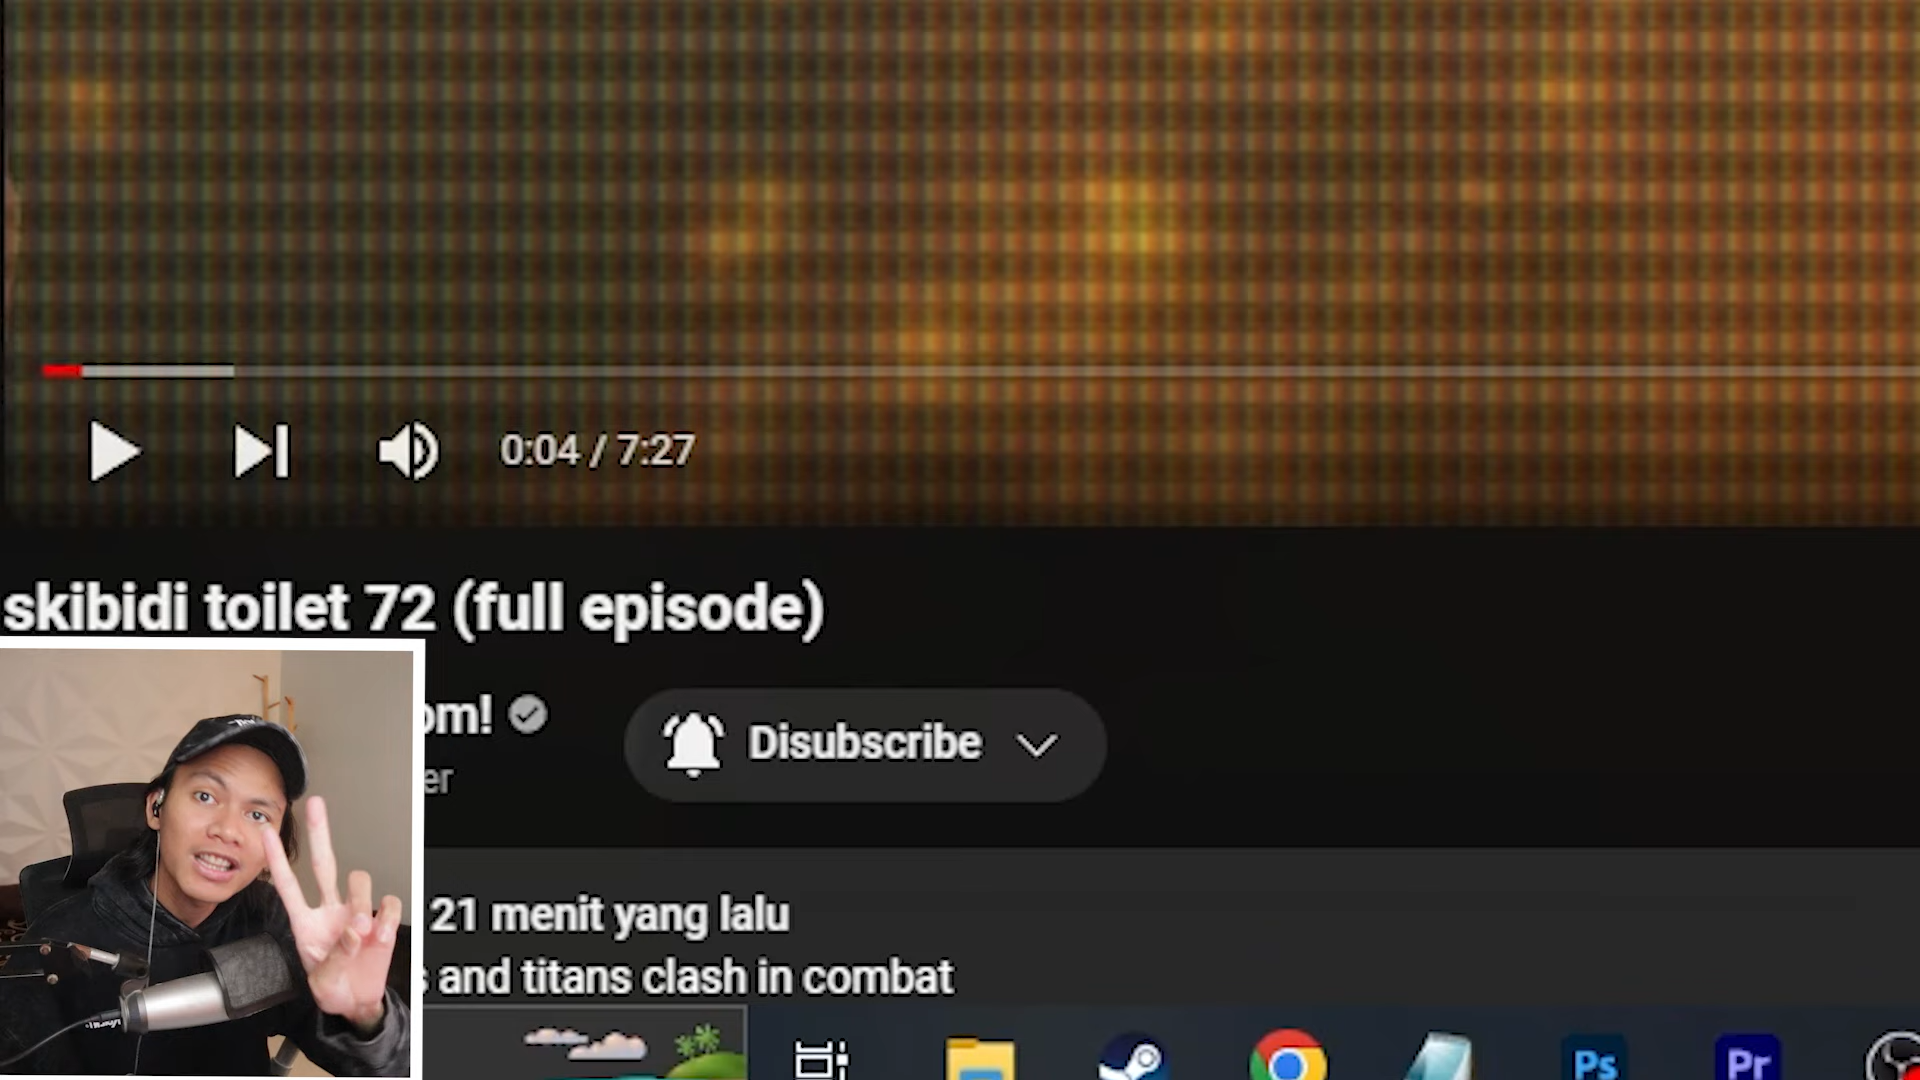 0:04 / 7:27
skibidi toilet 72 (full episode)
om!
Disubscribe
er
21 menit yang lalu
s and titans clash in combat
Ps
Pr